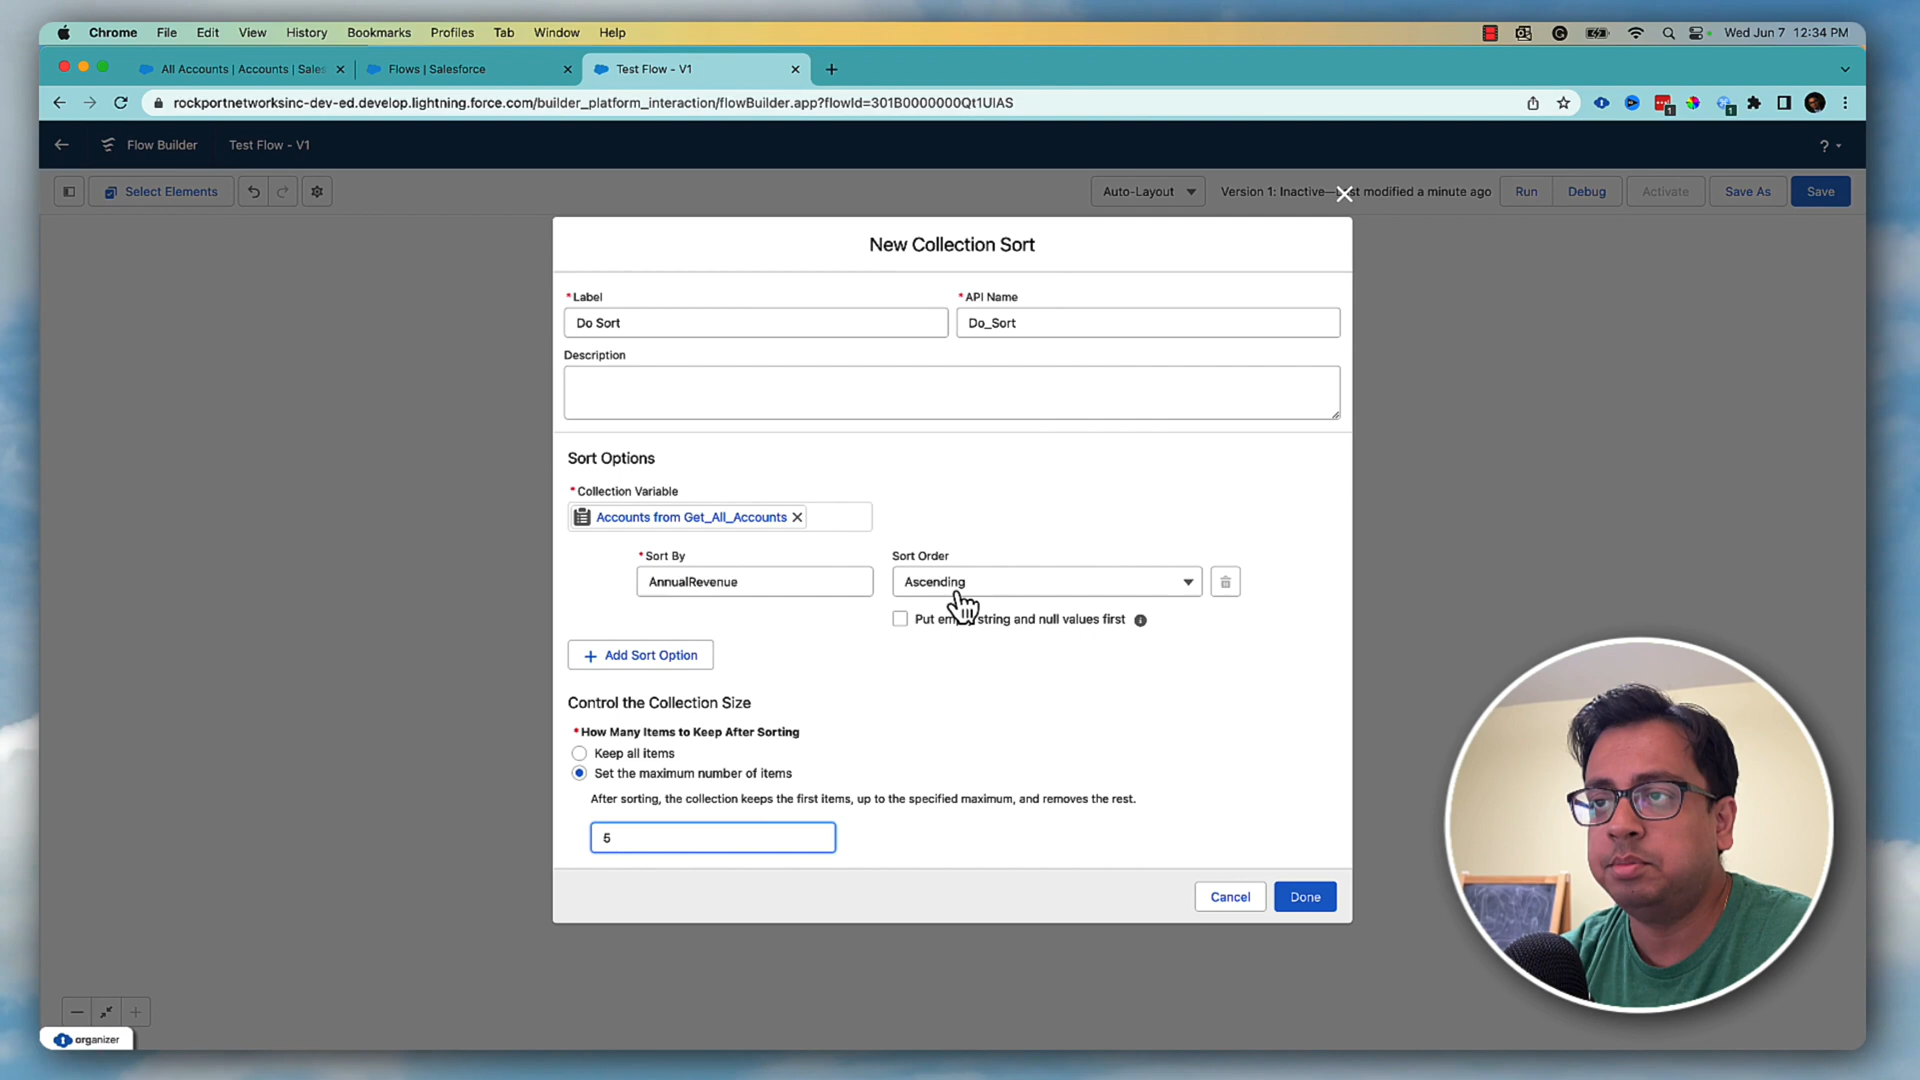 Chrome File Edit View History Bookmarks Profiles Tab Window Help Wed Jun 7 12:34 PM
All Accounts | Accounts | Sales Flows | Salesforce Test Flow - V1
rockportnetworksinc-dev-ed.develop.lightning.force.com/builder_platform_interaction/flowBuilder.app?flowId=301B0000000Qt1UIAS
Flow Builder Test Flow - V1 ?
Select Elements Auto-Layout Version 1: Inactive— modified a minute ago Run Debug Activate Save As Save
New Collection Sort
*Label *API Name
Do Sort Do_Sort
Description
Sort Options
*Collection Variable
Accounts from Get_All_Accounts
*Sort By Sort Order
AnnualRevenue Ascending
Put string and null values first
+ Add Sort Option
Control the Collection Size
*How Many Items to Keep After Sorting
Keep all items
Set the maximum number of items
After sorting, the collection keeps the first items, up to the specified maximum, and removes the rest.
5
Cancel Done
organizer